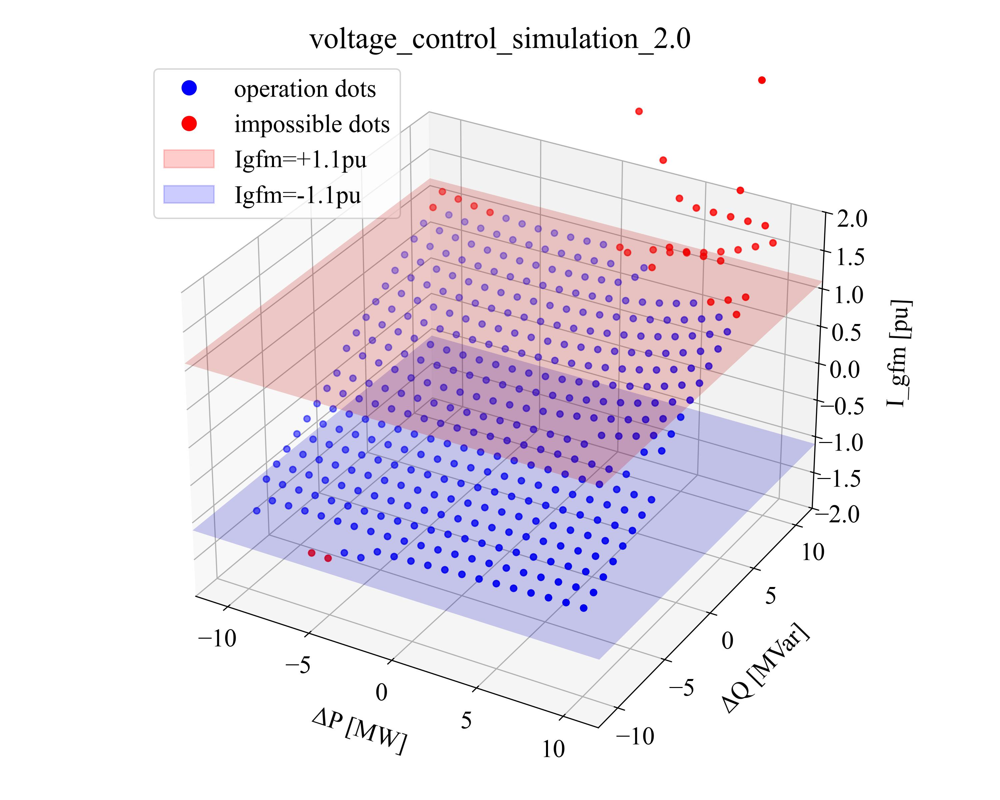 voltage_control_simulation_2.0
operation dots
impossible dots
Igfm=+1.1pu
Igfm=-1.1pu
2.0
1.5
1.0
0.5
0.0
−0.5
−1.0
−1.5
−2.0
I_gfm [pu]
10
5
0
−5
−10
ΔQ [MVar]
−10
−5
0
5
10
ΔP [MW]